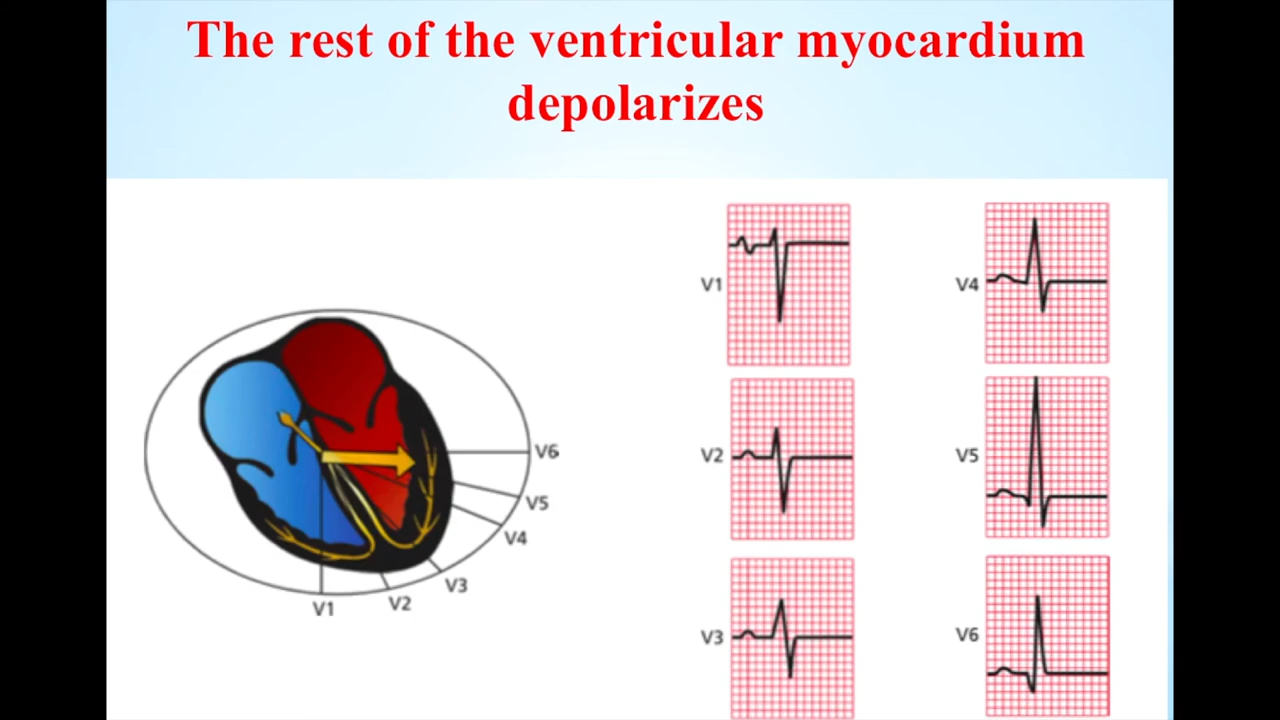 The rest of the ventricular myocardium
depolarizes
V6
V5
V4
V3
V2
V1
V1
V4
V2
V5
V3
V6